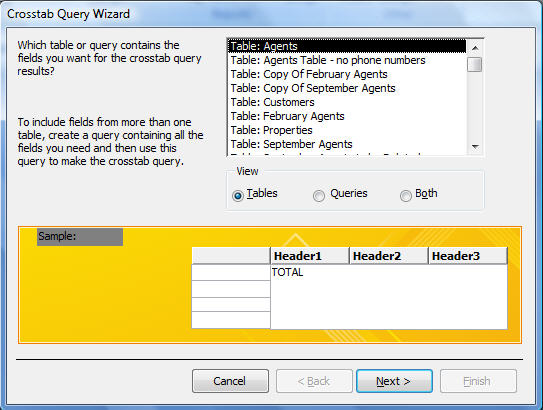 Crosstab Query Wizard
Which table or query contains the
fields you want for the crosstab query
results?
To include fields from more than one
table, create a query containing all the
fields you need and then use this
query to make the crosstab query.
Table: Agents
Table: Agents Table - no phone numbers
Table: Copy Of February Agents
Table: Copy Of September Agents
Table: Customers
Table: February Agents
Table: Properties
Table: September Agents
View
Tables
Queries
Both
Sample:
Header1 Header2 Header3
TOTAL
Cancel
< Back
Next >
Finish